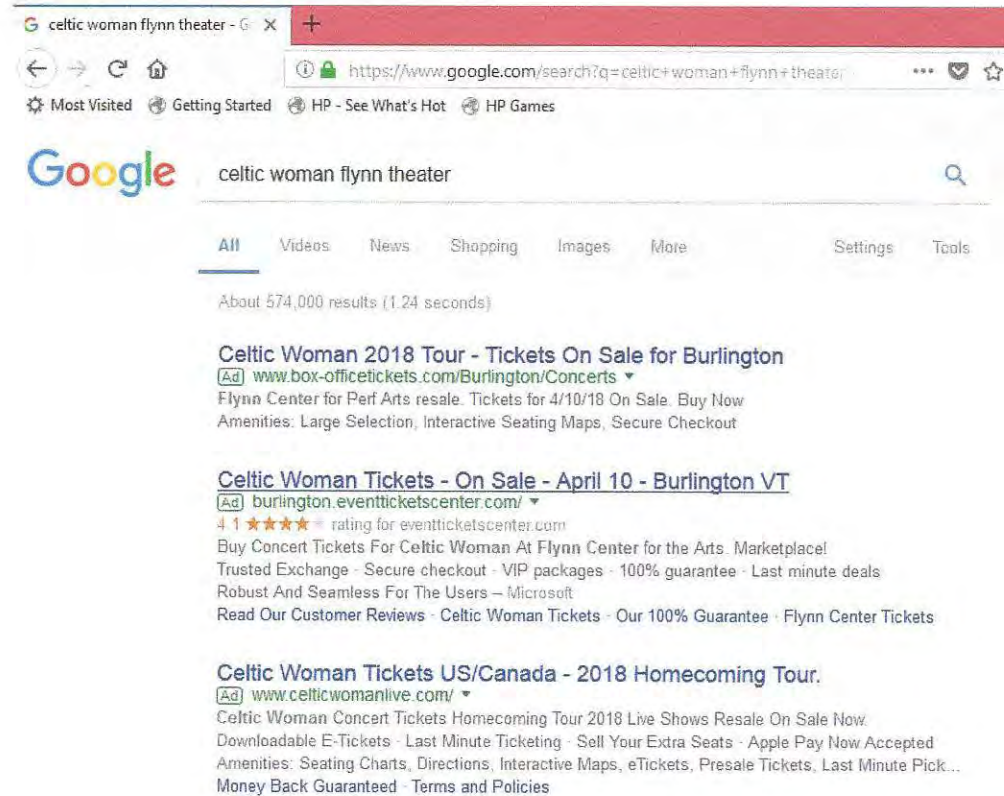 G celtic woman flynn theater - G × +
https://www.google.com/search?q=celtic+woman+flynn+theater
Most Visited Getting Started HP - See What's Hot HP Games
Google celtic woman flynn theater
All Videos News Shopping Images More Settings Tools
About 574,000 results (1.24 seconds)
Celtic Woman 2018 Tour - Tickets On Sale for Burlington
Ad www.box-officetickets.com/Burlington/Concerts
Flynn Center for Perf Arts resale. Tickets for 4/10/18 On Sale. Buy Now
Amenities: Large Selection, Interactive Seating Maps, Secure Checkout
Celtic Woman Tickets - On Sale - April 10 - Burlington VT
Ad burlington.eventticketscenter.com/
4.1 ★★★★ rating for eventticketscenter.com
Buy Concert Tickets For Celtic Woman At Flynn Center for the Arts. Marketplace!
Trusted Exchange · Secure checkout · VIP packages · 100% guarantee · Last minute deals
Robust And Seamless For The Users – Microsoft
Read Our Customer Reviews · Celtic Woman Tickets · Our 100% Guarantee · Flynn Center Tickets
Celtic Woman Tickets US/Canada - 2018 Homecoming Tour.
Ad www.celticwomanlive.com/
Celtic Woman Concert Tickets Homecoming Tour 2018 Live Shows Resale On Sale Now.
Downloadable E-Tickets · Last Minute Ticketing · Sell Your Extra Seats · Apple Pay Now Accepted
Amenities: Seating Charts, Directions, Interactive Maps, eTickets, Presale Tickets, Last Minute Pick...
Money Back Guaranteed · Terms and Policies